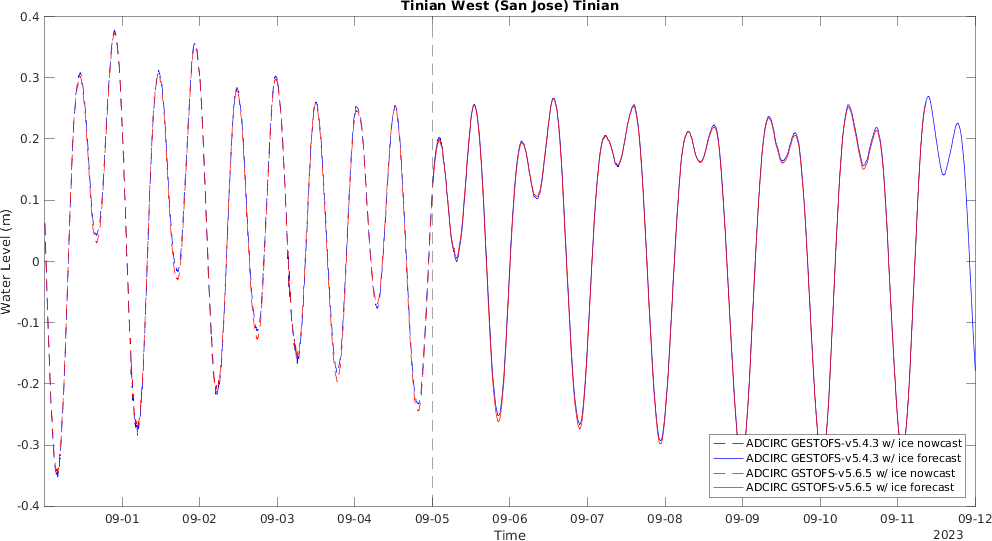 Tinian West (San Jose) Tinian
0.4
0.3
0.2
0.1
0
-0.1
-0.2
-0.3
-0.4
Water Level (m)
ADCIRC GESTOFS-v5.4.3 w/ ice nowcast
ADCIRC GESTOFS-v5.4.3 w/ ice forecast
ADCIRC GSTOFS-v5.6.5 w/ ice nowcast
ADCIRC GSTOFS-v5.6.5 w/ ice forecast
09-01 09-02 09-03 09-04 09-05 09-06 09-07 09-08 09-09 09-10 09-11 09-12
Time
2023